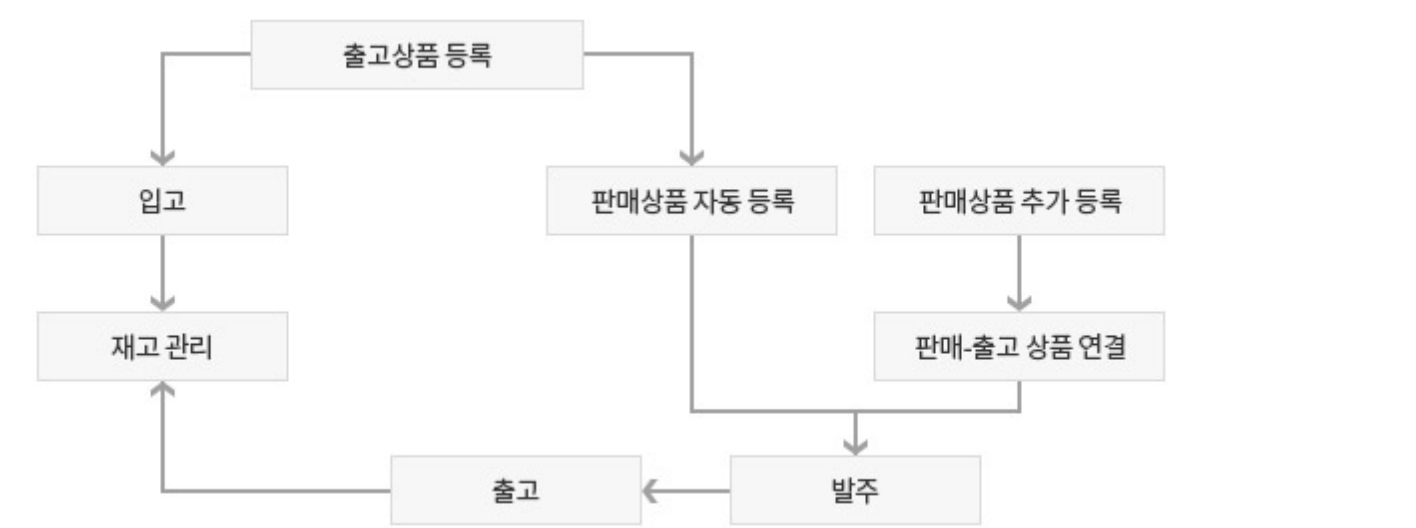 출고상품 등록
입고
판매상품 자동 등록
판매상품 추가 등록
재고 관리
판매-출고 상품 연결
출고
발주